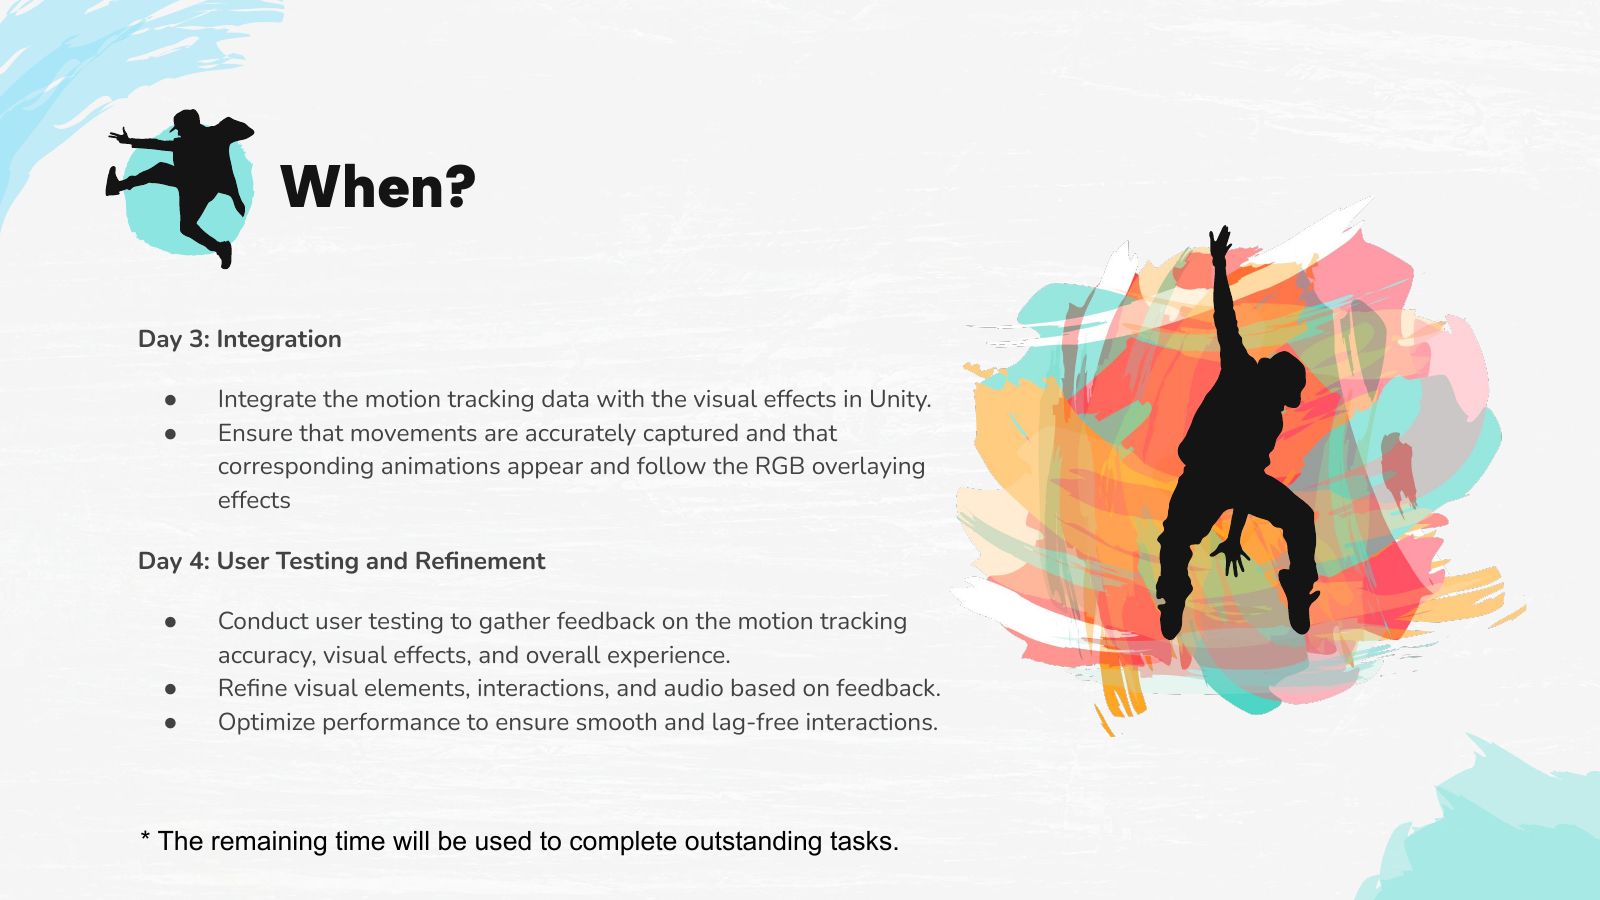 When?
Day 3: Integration
● Integrate the motion tracking data with the visual effects in Unity.
● Ensure that movements are accurately captured and that
corresponding animations appear and follow the RGB overlaying
effects
Day 4: User Testing and Refinement
● Conduct user testing to gather feedback on the motion tracking
accuracy, visual effects, and overall experience.
● Refine visual elements, interactions, and audio based on feedback.
● Optimize performance to ensure smooth and lag-free interactions.
* The remaining time will be used to complete outstanding tasks.